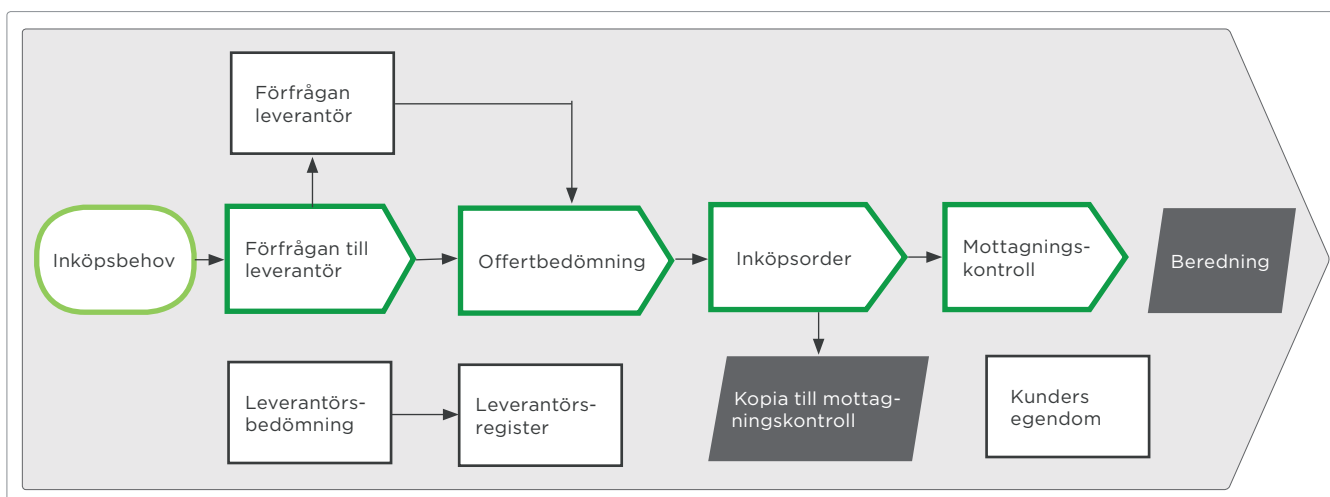 Förfrågan
leverantör
Inköpsbehov
Förfrågan till
leverantör
Offertbedömning
Inköpsorder
Mottagnings-
kontroll
Beredning
Leverantörs-
bedömning
Leverantörs-
register
Kopia till mottag-
ningskontroll
Kunders
egendom